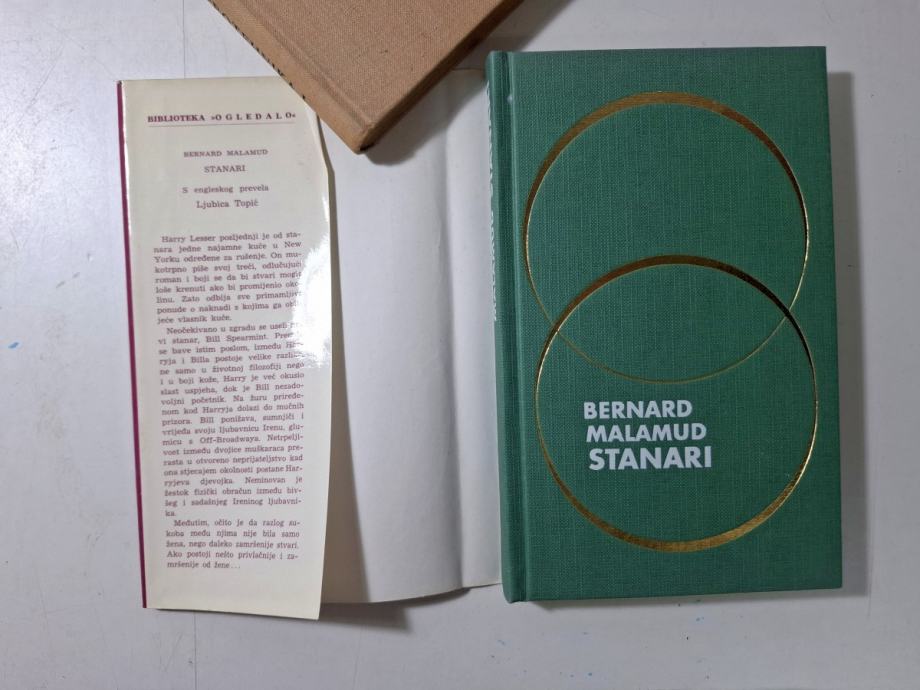 BIBLIOTEKA »OGLEDALO«
BERNARD MALAMUD
STANARI
S engleskog prevela
Ljubica Topić
Harry Lesser posljednji je od sta-
nara jedne najamne kuće u New
Yorku određene za rušenje. On mu-
kotrpno piše svoj treći, odlučujući
roman i boji se da bi stvari mogle
loše krenuti ako bi promijenio oko-
linu. Zato odbija sve primamljive
ponude o naknadi s kojima ga obli-
jeće vlasnik kuće.
Neočekivano u zgradu se useli
vi stanar, Bill Spearmint.
se bave istim poslom, između Har-
ryja i Billa postoje velike razlike
ne samo u životnoj filozofiji nego
i u boji kože, Harry je već okusio
slast uspjeha, dok je Bill nezado-
voljni početnik. Na žuru priređe-
nom kod Harryja dolazi do mučnih
prizora. Bill ponižava, sumnjiči i
vrijeđa svoju ljubavnicu Irenu, glu-
micu s Off-Broadwaya. Netrpelji-
vost između dvojice muškaraca pre-
rasta u otvoreno neprijateljstvo kad
ona stjecajem okolnosti postane Har-
ryjeva djevojka. Neminovan je
žestok fizički obračun između biv-
šeg i sadašnjeg Ireninog ljubavni-
ka.
Međutim, očito je da razlog su-
koba među njima nije bila samo
žena, nego daleko zamršenije stvari.
Ako postoji nešto privlačnije i za-
mršenije od žene...
BERNARD
MALAMUD
STANARI